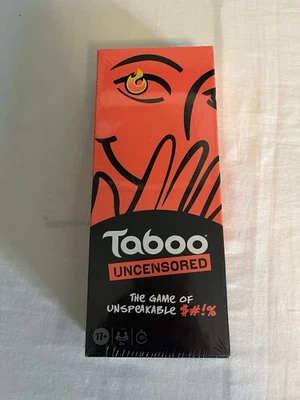 Taboo
UNCENSORED
THE GAME OF
UNSPEAKABLE $#!%
17+